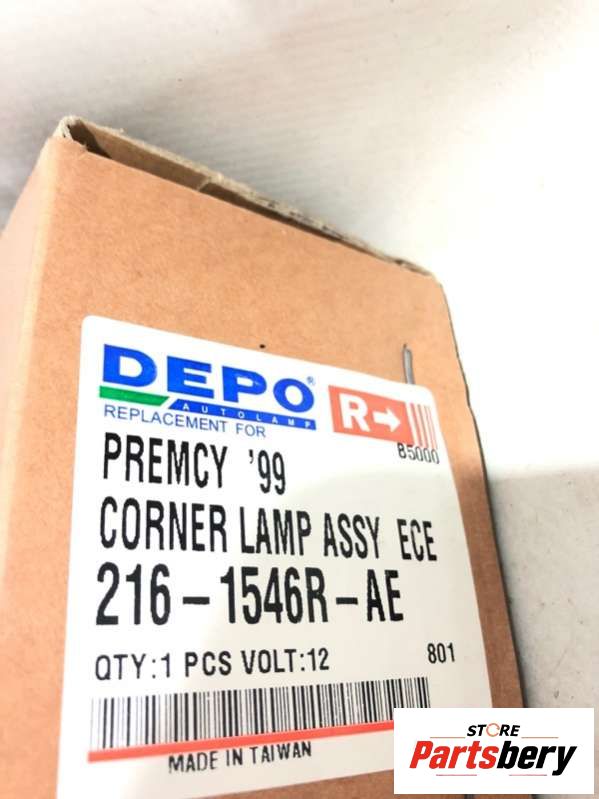 DEPO®
AUTOLAMP
R→
REPLACEMENT FOR
B5000
PREMCY '99
CORNER LAMP ASSY ECE
216-1546R-AE
QTY:1 PCS VOLT:12 801
MADE IN TAIWAN
STORE
Partsbery